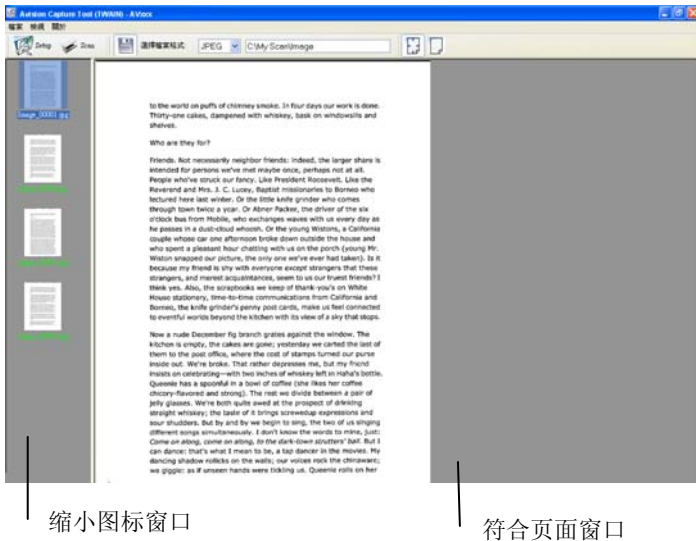 Avision Capture Tool (TWAIN) - AVxxx
檔案 檢視 關於
Setup Scan 選擇檔案格式 JPEG C:\My Scan\Image
Image_00001.jpg
to the world on puffs of chimney smoke. In four days our work is done.
Thirty-one cakes, dampened with whiskey, bask on windowsills and
shelves.
Who are they for?
Friends. Not necessarily neighbor friends: indeed, the larger share is
intended for persons we've met maybe once, perhaps not at all.
People who've struck our fancy. Like President Roosevelt. Like the
Reverend and Mrs. J. C. Lucey, Baptist missionaries to Borneo who
lectured here last winter. Or the little knife grinder who comes
through town twice a year. Or Abner Packer, the driver of the six
o'clock bus from Mobile, who exchanges waves with us every day as
he passes in a dust-cloud whoosh. Or the young Wistons, a California
couple whose car one afternoon broke down outside the house and
who spent a pleasant hour chatting with us on the porch (young Mr.
Wiston snapped our picture, the only one we've ever had taken). Is it
because my friend is shy with everyone except strangers that these
strangers, and merest acquaintances, seem to us our truest friends? I
think yes. Also, the scrapbooks we keep of thank-you's on White
House stationery, time-to-time communications from California and
Borneo, the knife grinder's penny post cards, make us feel connected
to eventful worlds beyond the kitchen with its view of a sky that stops.
Now a nude December fig branch grates against the window. The
kitchen is empty, the cakes are gone; yesterday we carted the last of
them to the post office, where the cost of stamps turned our purse
inside out. We're broke. That rather depresses me, but my friend
insists on celebrating—with two inches of whiskey left in Haha's bottle.
Queenie has a spoonful in a bowl of coffee (she likes her coffee
chicory-flavored and strong). The rest we divide between a pair of
jelly glasses. We're both quite awed at the prospect of drinking
straight whiskey; the taste of it brings screwedup expressions and
sour shudders. But by and by we begin to sing, the two of us singing
different songs simultaneously. I don't know the words to mine, just:
Come on along, come on along, to the dark-town strutters' ball. But I
can dance: that's what I mean to be, a tap dancer in the movies. My
dancing shadow rollicks on the walls; our voices rock the chinaware;
we giggle: as if unseen hands were tickling us. Queenie rolls on her
缩小图标窗口
符合页面窗口